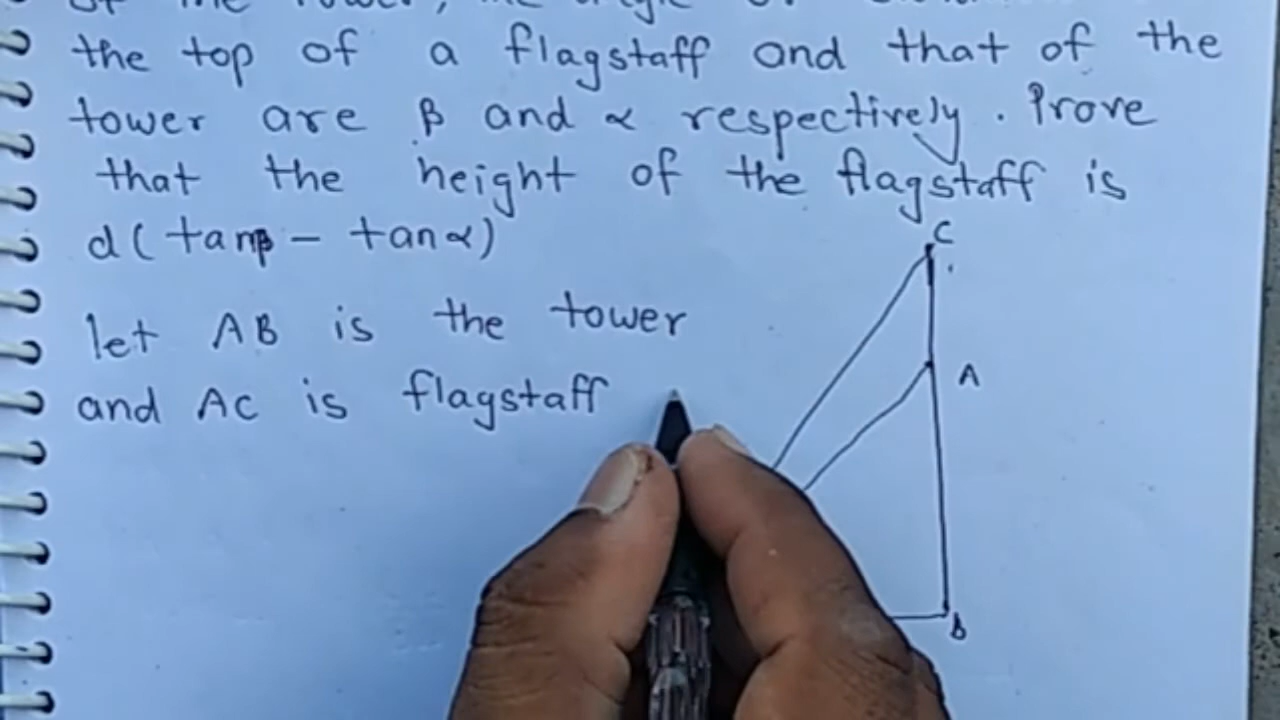 the top of a flagstaff and that of the
tower are β and α respectively. Prove
that the height of the flagstaff is
d(tanβ - tanα)
C
let AB is the tower
A
and AC is flagstaff
B